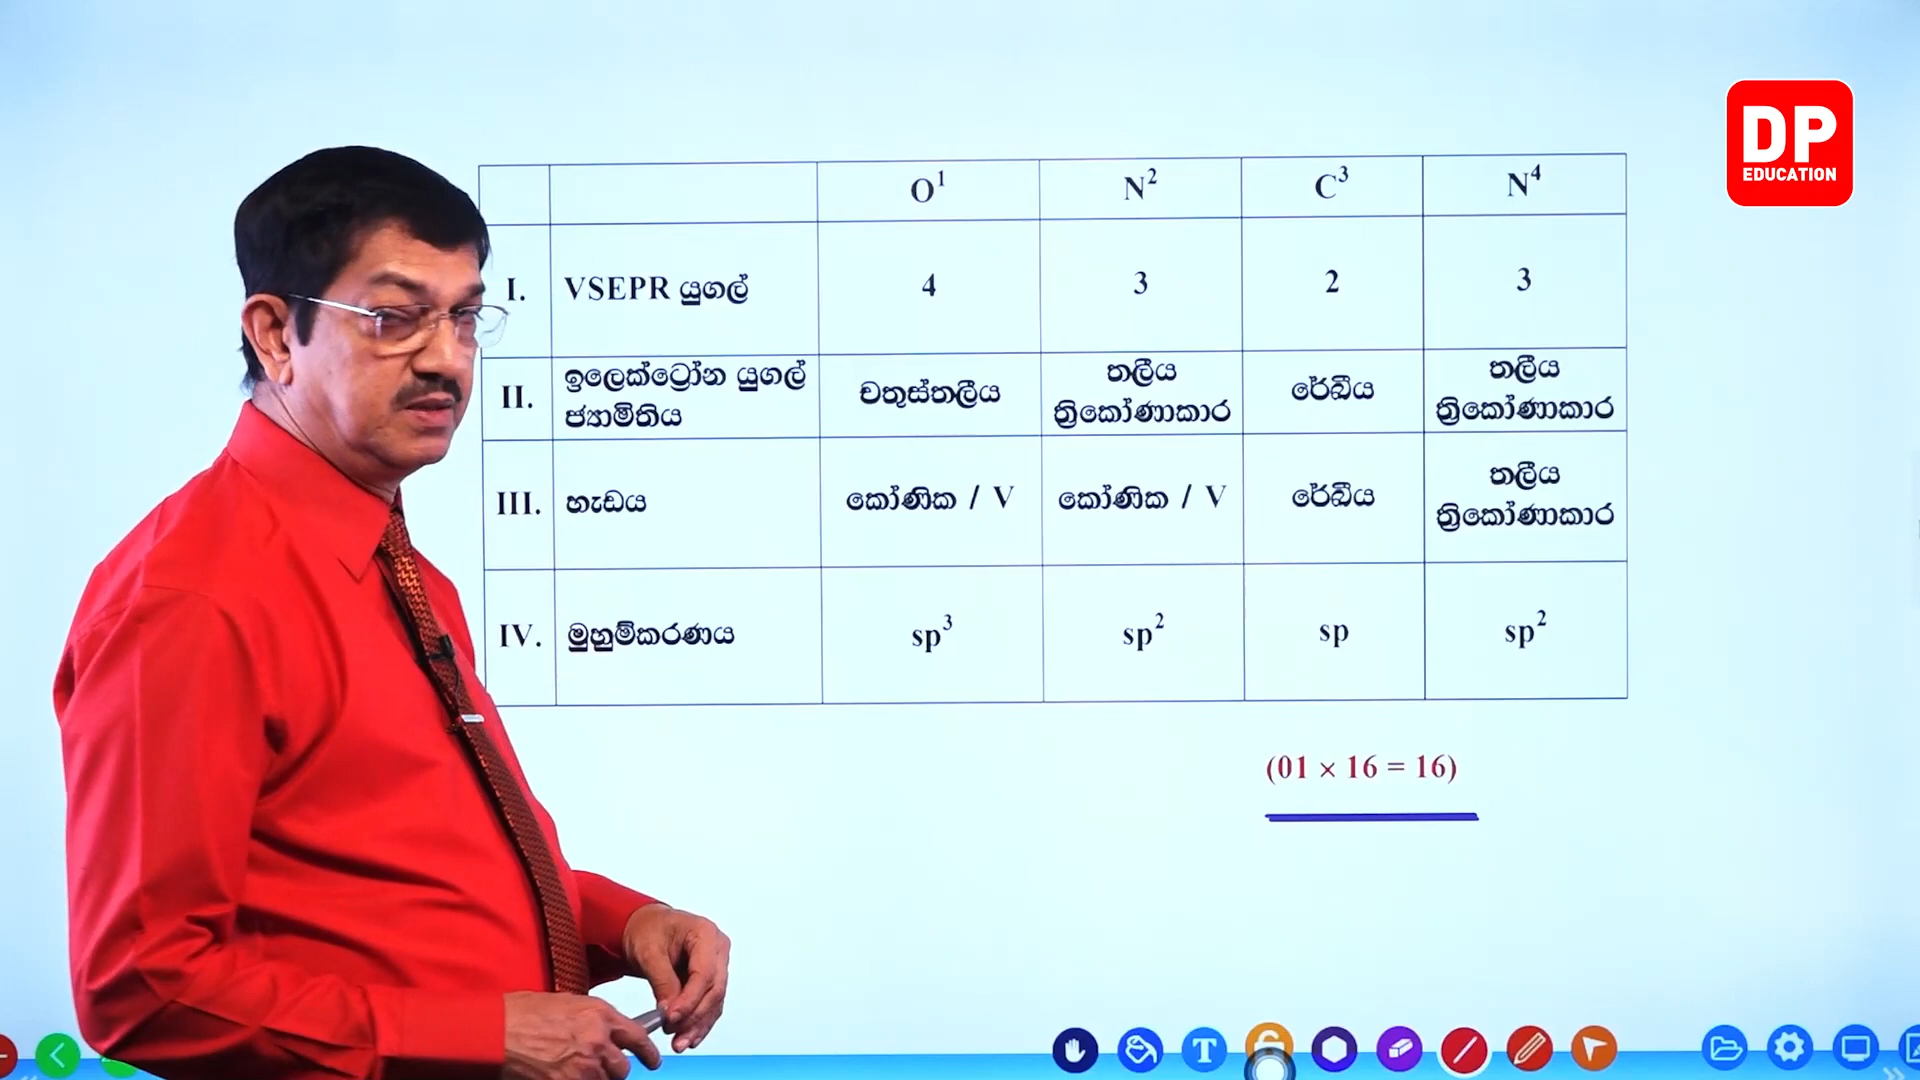 DP
EDUCATION
O¹ N² C³ N⁴
I. VSEPR යුගල් 4 3 2 3
II. ඉලෙක්ට්‍රෝන යුගල් ජ්‍යාමිතිය චතුස්තලීය තලීය ත්‍රිකෝණාකාර රේඛීය තලීය ත්‍රිකෝණාකාර
III. හැඩය කෝණික / V කෝණික / V රේඛීය තලීය ත්‍රිකෝණාකාර
IV. මුහුම්කරණය sp³ sp² sp sp²
(01 × 16 = 16)